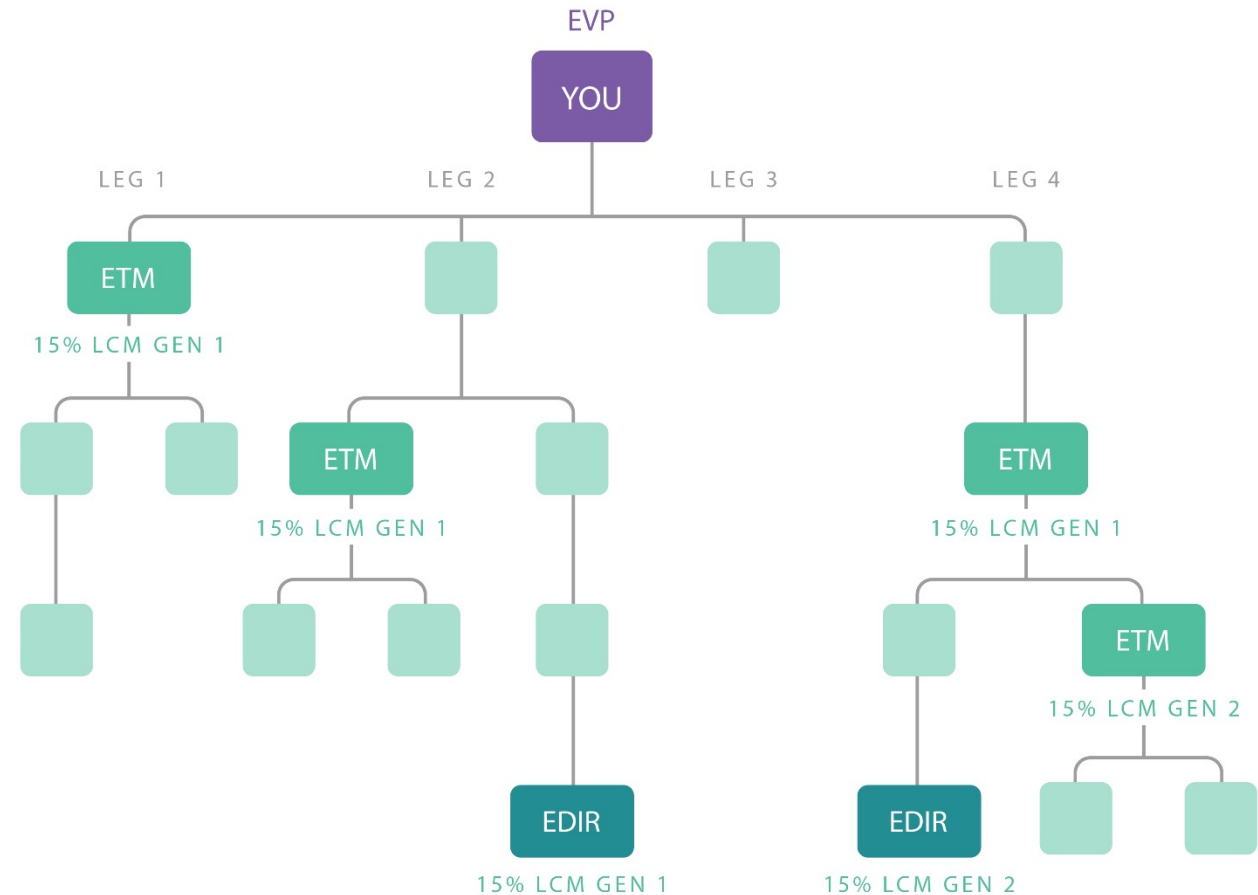 EVP
YOU
LEG 1
LEG 2
LEG 3
LEG 4
ETM
15% LCM GEN 1
ETM
ETM
15% LCM GEN 1
15% LCM GEN 1
ETM
15% LCM GEN 2
EDIR
EDIR
15% LCM GEN 1
15% LCM GEN 2